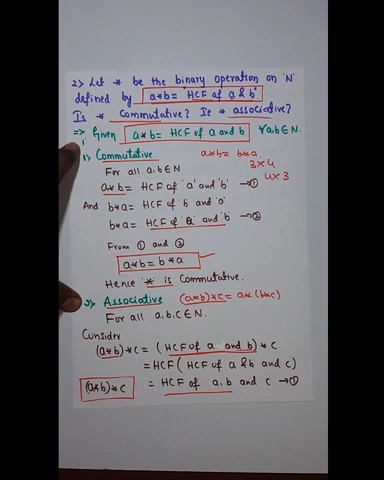 2) Let * be the binary operation on 'N'
defined by a*b = "HCF of a & b"
Is * Commutative? Is * associative?
=> Given a*b = HCF of a and b ∀ a,b ∈ N.
1) Commutative a*b = b*a
3×4
4×3
For all a,b ∈ N
a*b = HCF of 'a' and 'b' →①
And b*a = HCF of 'b' and 'a'
b*a = HCF of 'a' and 'b' →②
From ① and ②
a*b = b*a
Hence '*' is Commutative.
2) Associative (a*b)*c = a*(b*c)
For all a,b,c ∈ N.
Consider
(a*b)*c = (HCF of a and b)*c
= HCF (HCF of a & b and c)
(a*b)*c = HCF of a,b and c →①